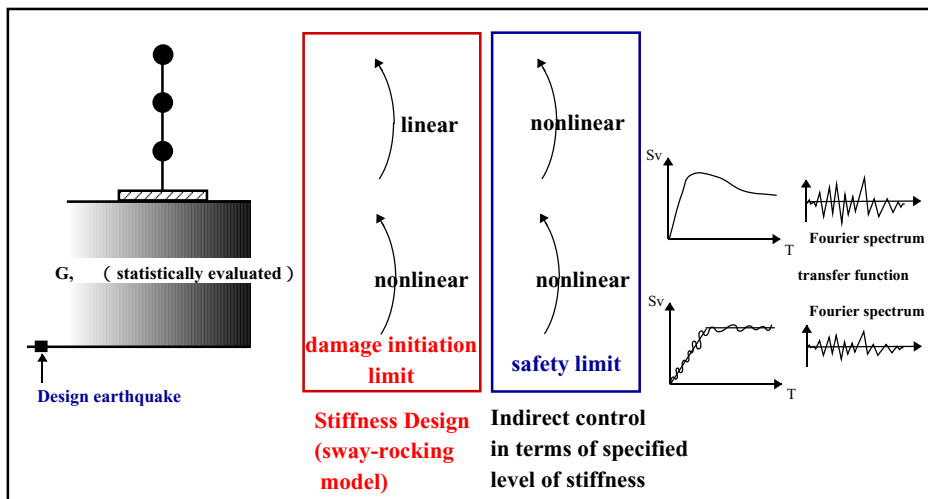 linear
nonlinear
Sv
T
Fourier spectrum
G, ( statistically evaluated )
nonlinear
nonlinear
transfer function
Sv
Fourier spectrum
T
damage initiation
limit
safety limit
Design earthquake
Stiffness Design
(sway-rocking
model)
Indirect control
in terms of specified
level of stiffness